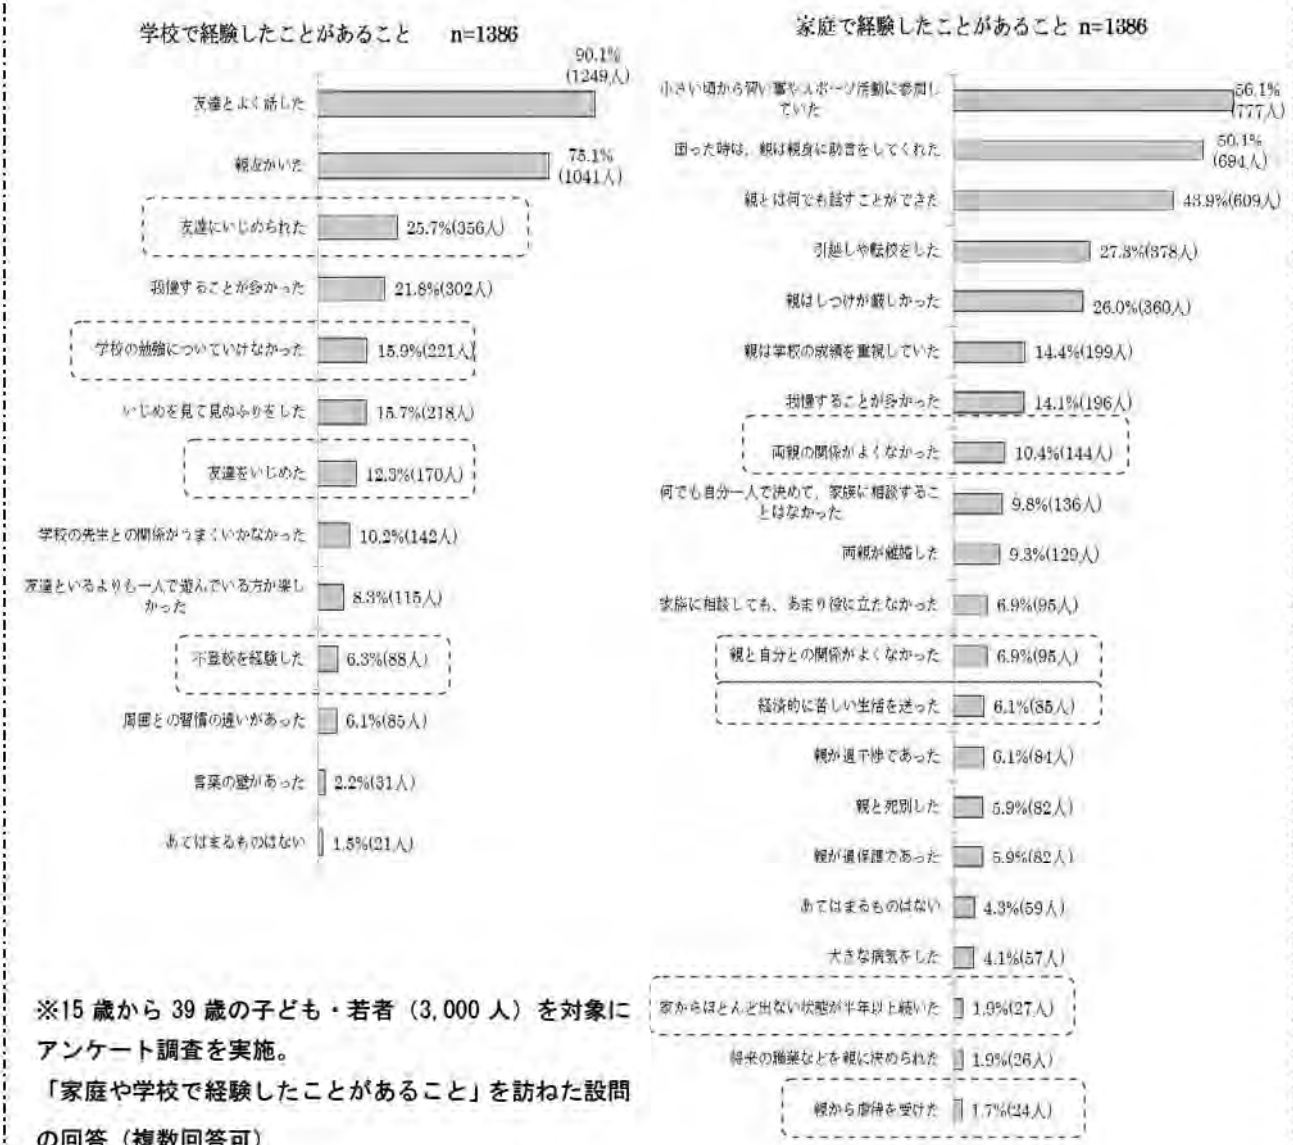 学校で経験したことがあること n=1386
90.1%
(1249人)
友達とよく話した
75.1%
(1041人)
親友がいた
友達にいじめられた 25.7%(356人)
我慢することが多かった 21.8%(302人)
学校の勉強についていけなかった 15.9%(221人)
いじめを見て見ぬふりをした 15.7%(218人)
友達をいじめた 12.3%(170人)
学校の先生との関係がうまくいかなかった 10.2%(142人)
友達といるよりも一人で遊んでいる方が楽し
かった
8.3%(115人)
不登校を経験した 6.3%(88人)
周囲との習慣の違いがあった 6.1%(85人)
言葉の壁があった 2.2%(31人)
あてはまるものはない 1.5%(21人)
※15 歳から 39 歳の子ども・若者（3,000 人）を対象に
アンケート調査を実施。
「家庭や学校で経験したことがあること」を訪ねた設問
の回答（複数回答可）
家庭で経験したことがあること n=1386
小さい頃から習い事やスポーツ活動に参加し
ていた
56.1%
(777人)
困った時は、親は親身に助言をしてくれた
50.1%
(694人)
親とは何でも話すことができた 43.9%(609人)
引越しや転校をした 27.3%(378人)
親はしつけが厳しかった 26.0%(360人)
親は学校の成績を重視していた 14.4%(199人)
我慢することが多かった 14.1%(196人)
両親の関係がよくなかった 10.4%(144人)
何でも自分一人で決めて、家族に相談するこ
とはなかった
9.8%(136人)
両親が離婚した 9.3%(129人)
家族に相談しても、あまり役に立たなかった 6.9%(95人)
親と自分との関係がよくなかった 6.9%(95人)
経済的に苦しい生活を送った 6.1%(85人)
親が過干渉であった 6.1%(84人)
親と死別した 5.9%(82人)
親が過保護であった 5.9%(82人)
あてはまるものはない 4.3%(59人)
大きな病気をした 4.1%(57人)
家からほとんど出ない状態が半年以上続いた 1.9%(27人)
将来の職業などを親に決められた 1.9%(26人)
親から虐待を受けた 1.7%(24人)